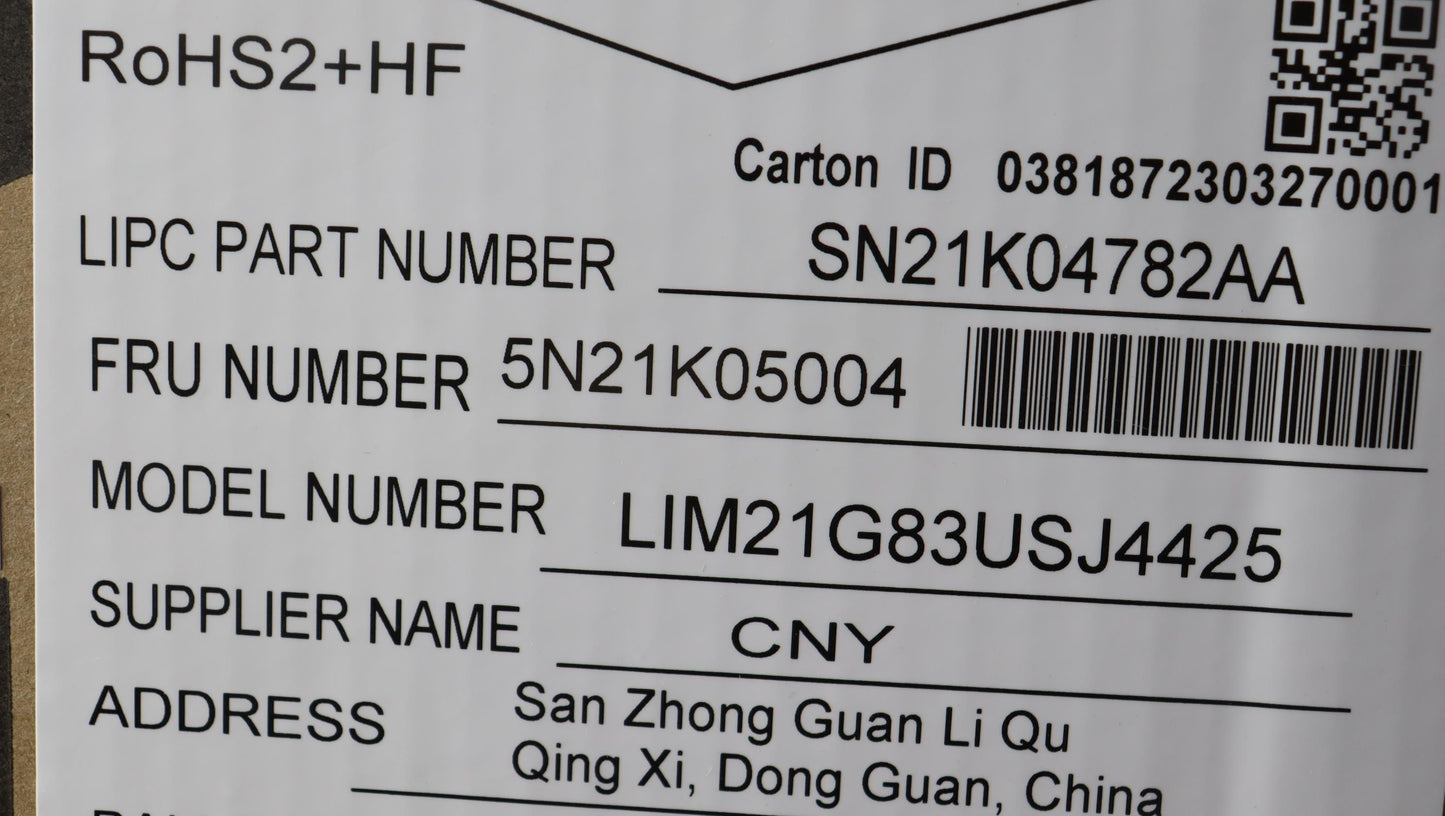 RoHS2+HF
Carton ID 0381872303270001
LIPC PART NUMBER SN21K04782AA
FRU NUMBER 5N21K05004
MODEL NUMBER LIM21G83USJ4425
SUPPLIER NAME CNY
ADDRESS San Zhong Guan Li Qu
Qing Xi, Dong Guan, China